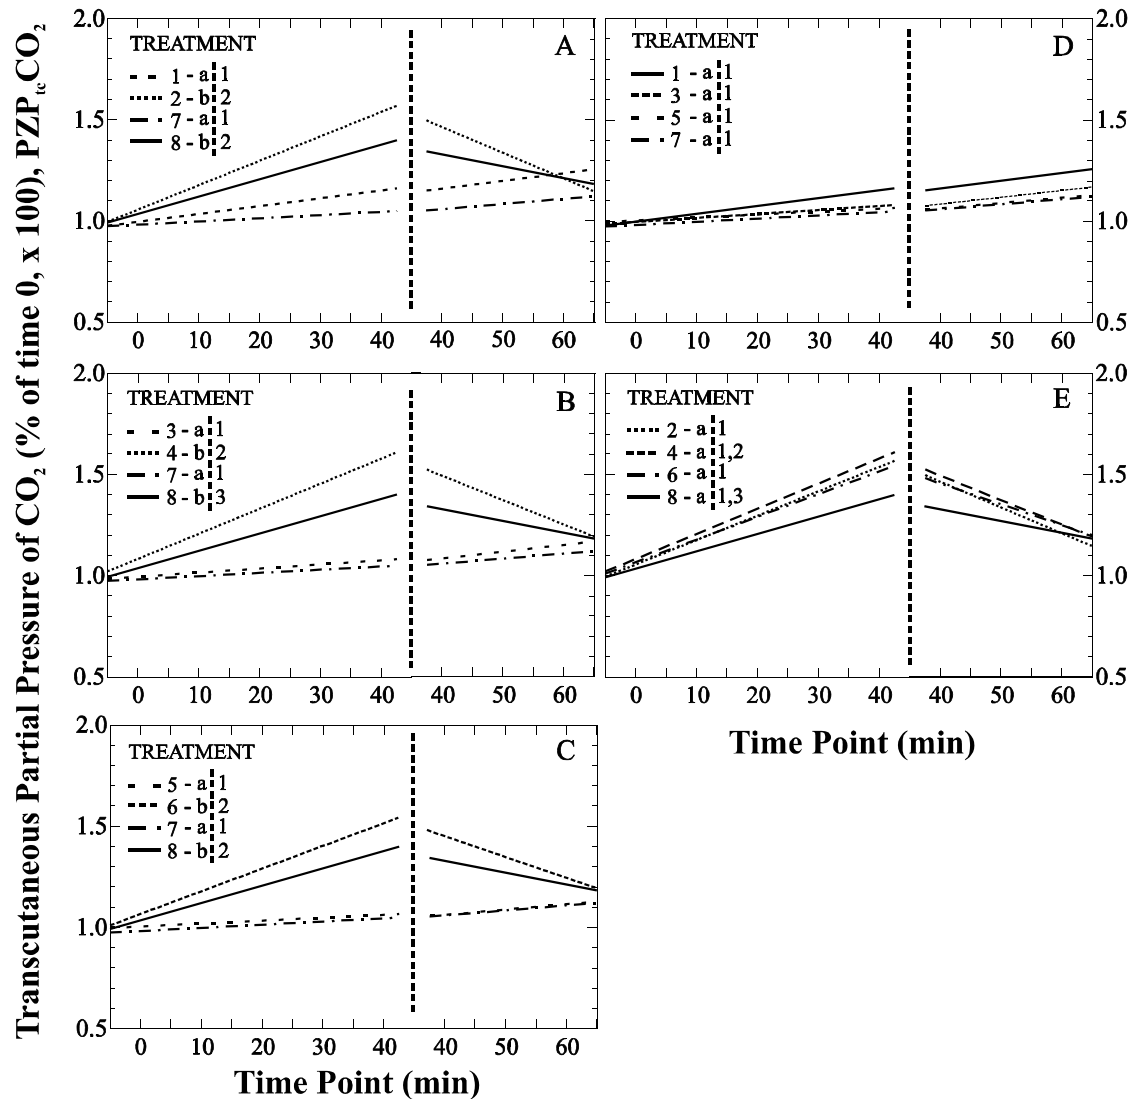 Transcutaneous Partial Pressure of CO2 (% of time 0, x 100), PZPtcCO2
A
TREATMENT
1 - a 1
2 - b 2
7 - a 1
8 - b 2
2.0
1.5
1.0
0.5
0 10 20 30 40 40 50 60
D
TREATMENT
1 - a 1
3 - a 1
5 - a 1
7 - a 1
2.0
1.5
1.0
0.5
0 10 20 30 40 40 50 60
B
TREATMENT
3 - a 1
4 - b 2
7 - a 1
8 - b 3
2.0
1.5
1.0
0.5
0 10 20 30 40 40 50 60
E
TREATMENT
2 - a 1
4 - a 1,2
6 - a 1
8 - a 1,3
2.0
1.5
1.0
0.5
0 10 20 30 40 40 50 60
Time Point (min)
C
TREATMENT
5 - a 1
6 - b 2
7 - a 1
8 - b 2
2.0
1.5
1.0
0.5
0 10 20 30 40 40 50 60
Time Point (min)